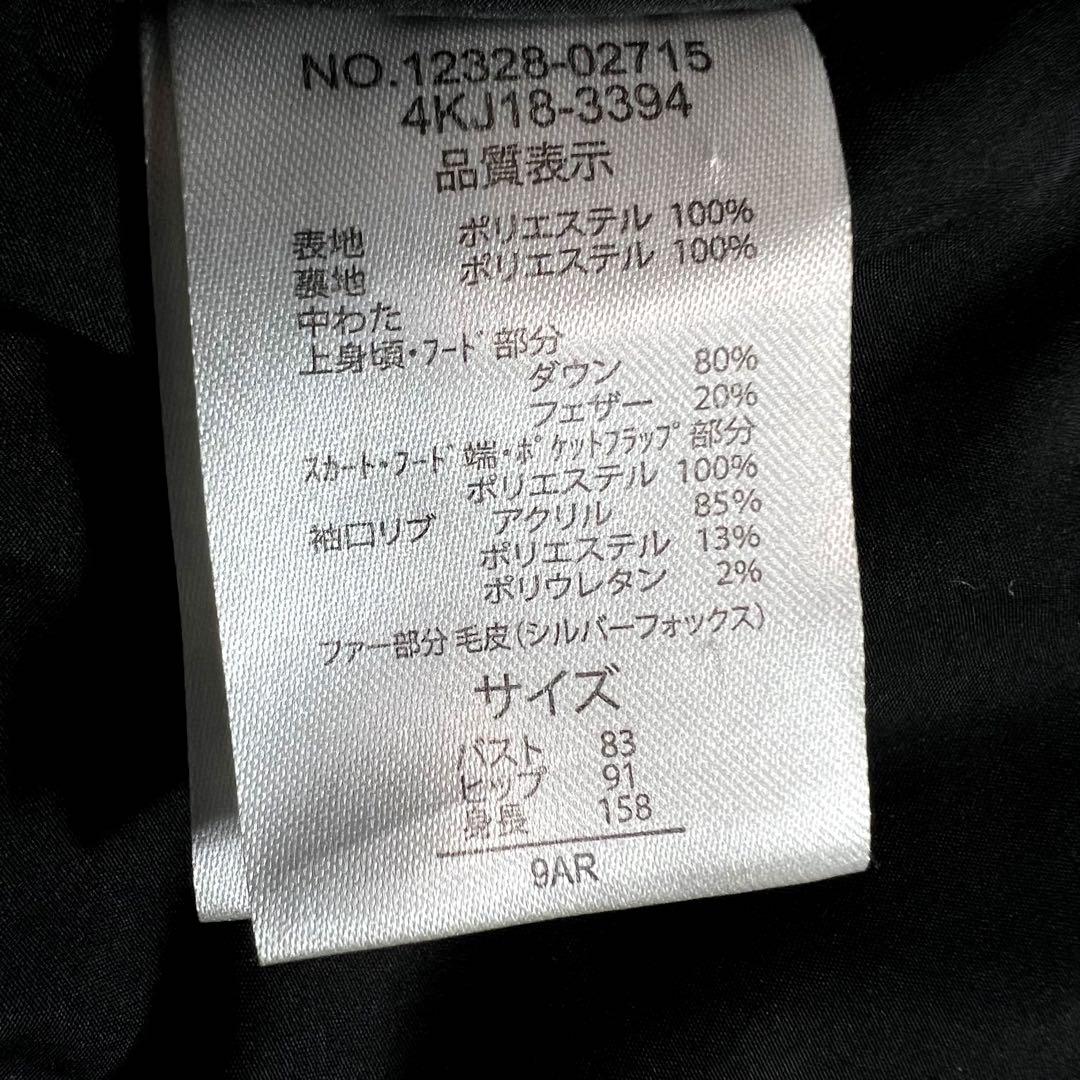 NO.12328-02715
4KJ18-3394
品質表示
表地 ポリエステル 100%
裏地 ポリエステル 100%
中わた
上身頃・フード部分
ダウン 80%
フェザー 20%
スカート・フード端・ポケットフラップ部分
ポリエステル 100%
袖口リブ アクリル 85%
ポリエステル 13%
ポリウレタン 2%
ファー部分 毛皮(シルバーフォックス)
サイズ
バスト 83
ヒップ 91
身長 158
9AR